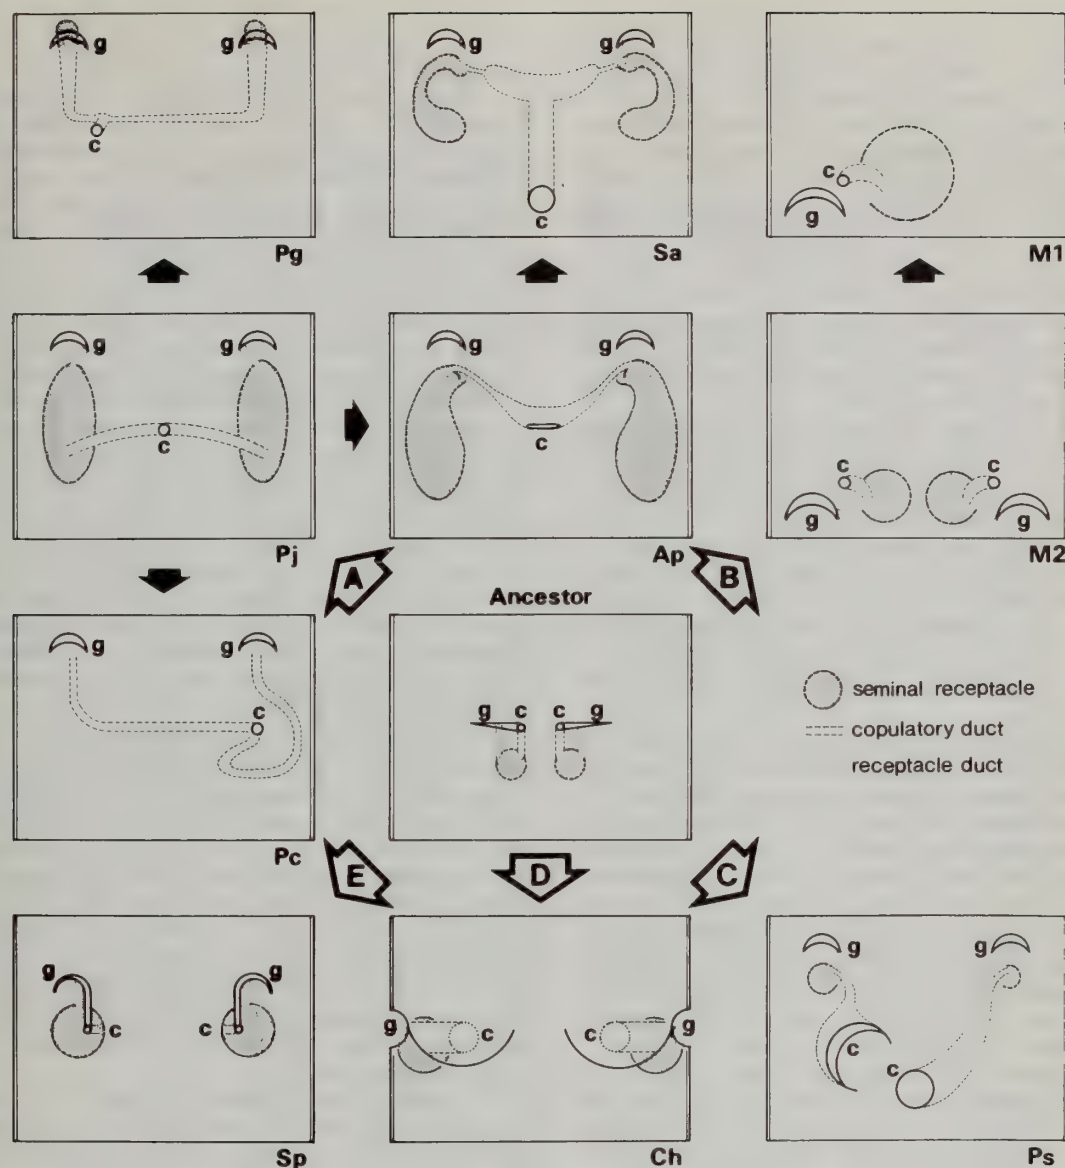 g g
c
Pg
g g
c
Sa
c
g
M1
g g
c
Pj
g g
c
Ap
c c
g g
M2
A
B
Ancestor
g g
c
Pc
g c c g
seminal receptacle
copulatory duct
receptacle duct
E
D
C
g g
c c
Sp
g c c g
Ch
g g
c c
Ps